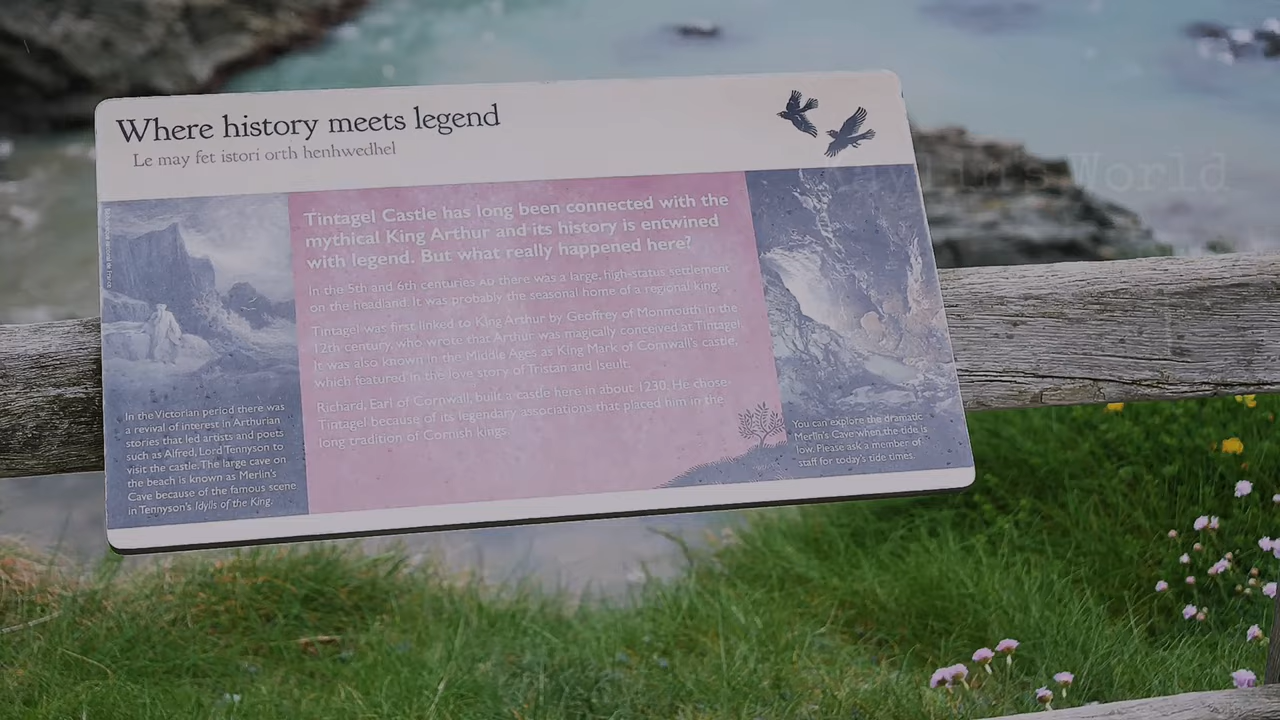 Where history meets legend
Le may fet istori orth henhwedhel
Tintagel Castle has long been connected with the
mythical King Arthur and its history is entwined
with legend. But what really happened here?
In the 5th and 6th centuries AD there was a large, high-status settlement
on the headland. It was probably the seasonal home of a regional king.
Tintagel was first linked to King Arthur by Geoffrey of Monmouth in the
12th century, who wrote that Arthur was magically conceived at Tintagel.
It was also known in the Middle Ages as King Mark of Cornwall's castle,
which featured in the love story of Tristan and Iseult.
Richard, Earl of Cornwall, built a castle here in about 1230. He chose
Tintagel because of its legendary associations that placed him in the
long tradition of Cornish kings.
In the Victorian period there was
a revival of interest in Arthurian
stories that led artists and poets
such as Alfred, Lord Tennyson to
visit the castle. The large cave on
the beach is known as Merlin's
Cave because of the famous scene
in Tennyson's Idylls of the King.
You can explore the dramatic
Merlin's Cave when the tide is
low. Please ask a member of
staff for today's tide times.
World